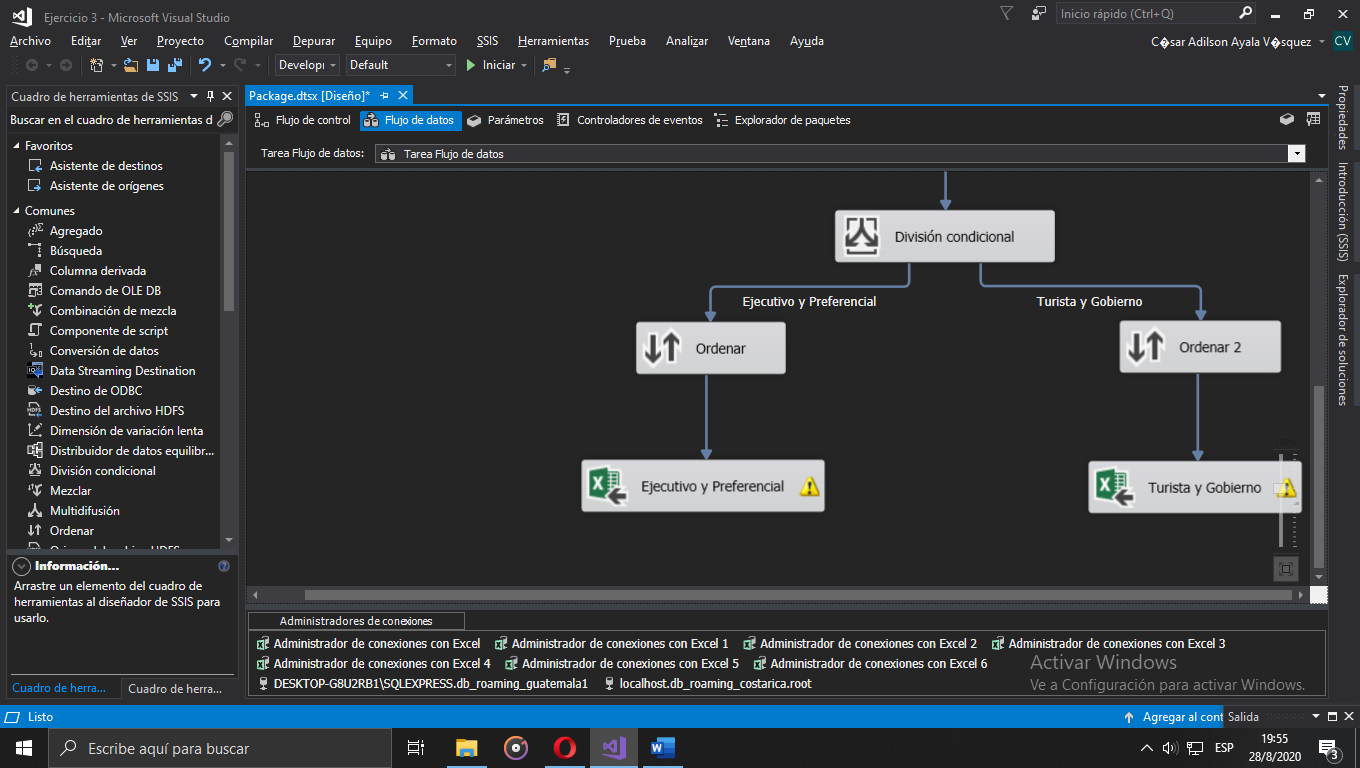 Ejercicio 3 - Microsoft Visual Studio
Inicio rápido (Ctrl+Q)
Archivo Editar Ver Proyecto Compilar Depurar Equipo Formato SSIS Herramientas Prueba Analizar Ventana Ayuda
C�sar Adilson Ayala V�squez CV
Developı Default Iniciar
Cuadro de herramientas de SSIS
Package.dtsx [Diseño]*
Buscar en el cuadro de herramientas d
Flujo de control Flujo de datos Parámetros Controladores de eventos Explorador de paquetes
Tarea Flujo de datos: Tarea Flujo de datos
Favoritos
Asistente de destinos
Asistente de orígenes
Comunes
Agregado
Búsqueda
Columna derivada
Comando de OLE DB
Combinación de mezcla
Componente de script
Conversión de datos
Data Streaming Destination
Destino de ODBC
Destino del archivo HDFS
Dimensión de variación lenta
Distribuidor de datos equilibr...
División condicional
Mezclar
Multidifusión
Ordenar
Información...
Arrastre un elemento del cuadro de
herramientas al diseñador de SSIS para
usarlo.
Cuadro de herra... Cuadro de herra...
División condicional
Ejecutivo y Preferencial Turista y Gobierno
Ordenar Ordenar 2
Ejecutivo y Preferencial Turista y Gobierno
Propiedades
Introducción (SSIS)
Explorador de soluciones
Administradores de conexiones
Administrador de conexiones con Excel Administrador de conexiones con Excel 1 Administrador de conexiones con Excel 2 Administrador de conexiones con Excel 3
Administrador de conexiones con Excel 4 Administrador de conexiones con Excel 5 Administrador de conexiones con Excel 6
DESKTOP-G8U2RB1\SQLEXPRESS.db_roaming_guatemala1 localhost.db_roaming_costarica.root
Activar Windows
Ve a Configuración para activar Windows.
Listo
Agregar al cont Salida
Escribe aquí para buscar
ESP
19:55
28/8/2020
3